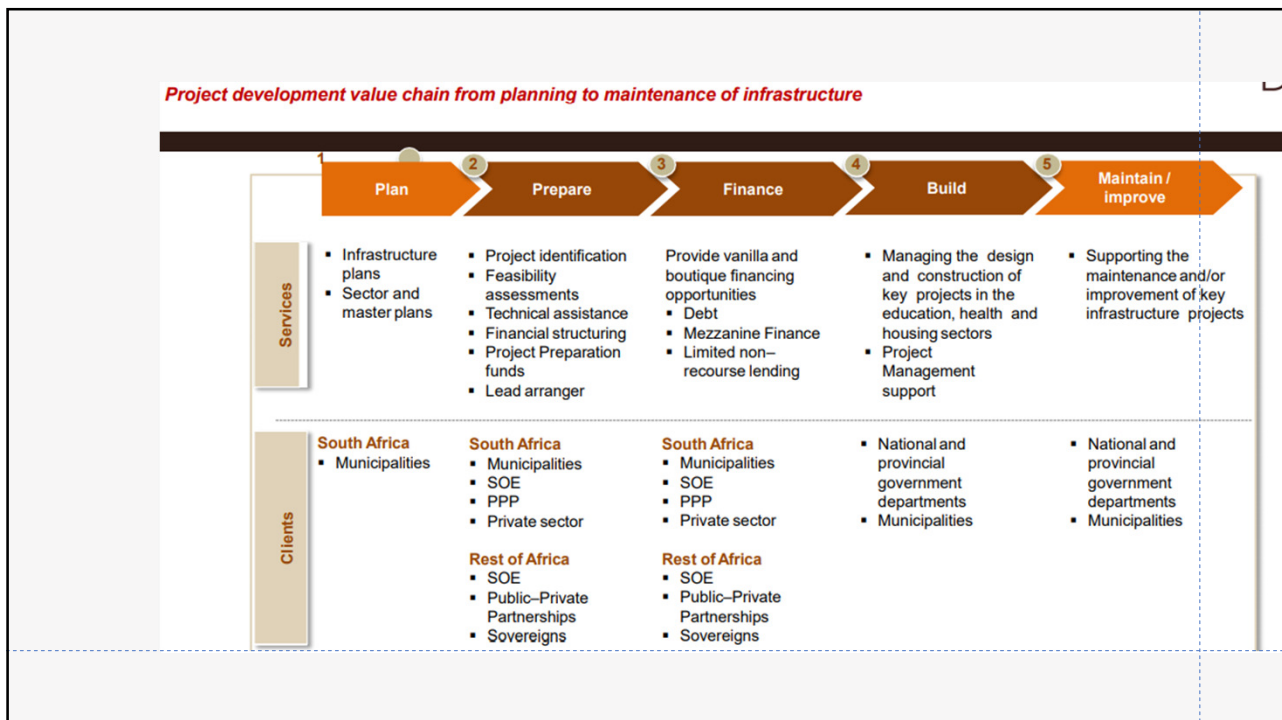 Project development value chain from planning to maintenance of infrastructure
1
2
3
4
5
Plan
Prepare
Finance
Build
Maintain /
improve
Services
▪ Infrastructure
plans
▪ Sector and
master plans
▪ Project identification
▪ Feasibility
assessments
▪ Technical assistance
▪ Financial structuring
▪ Project Preparation
funds
▪ Lead arranger
Provide vanilla and
boutique financing
opportunities
▪ Debt
▪ Mezzanine Finance
▪ Limited non–
recourse lending
▪ Managing the design
and construction of
key projects in the
education, health and
housing sectors
▪ Project
Management
support
▪ Supporting the
maintenance and/or
improvement of key
infrastructure projects
Clients
South Africa
▪ Municipalities
South Africa
▪ Municipalities
▪ SOE
▪ PPP
▪ Private sector
Rest of Africa
▪ SOE
▪ Public–Private
Partnerships
▪ Sovereigns
South Africa
▪ Municipalities
▪ SOE
▪ PPP
▪ Private sector
Rest of Africa
▪ SOE
▪ Public–Private
Partnerships
▪ Sovereigns
▪ National and
provincial
government
departments
▪ Municipalities
▪ National and
provincial
government
departments
▪ Municipalities